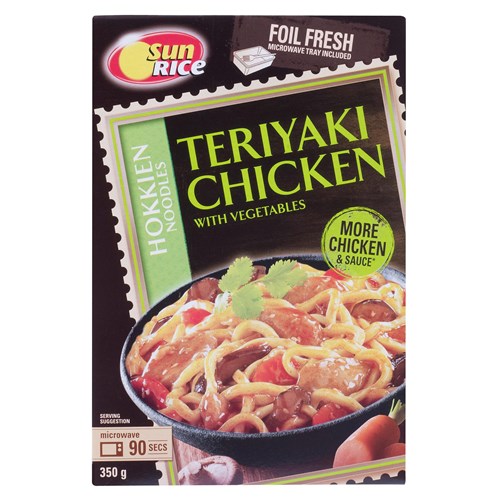 Sun
RICE
FOIL FRESH
MICROWAVE TRAY INCLUDED
HOKKIEN
NOODLES
TERIYAKI
CHICKEN
WITH VEGETABLES
MORE
CHICKEN
& SAUCE*
SERVING
SUGGESTION
microwave
90 SECS
350 g